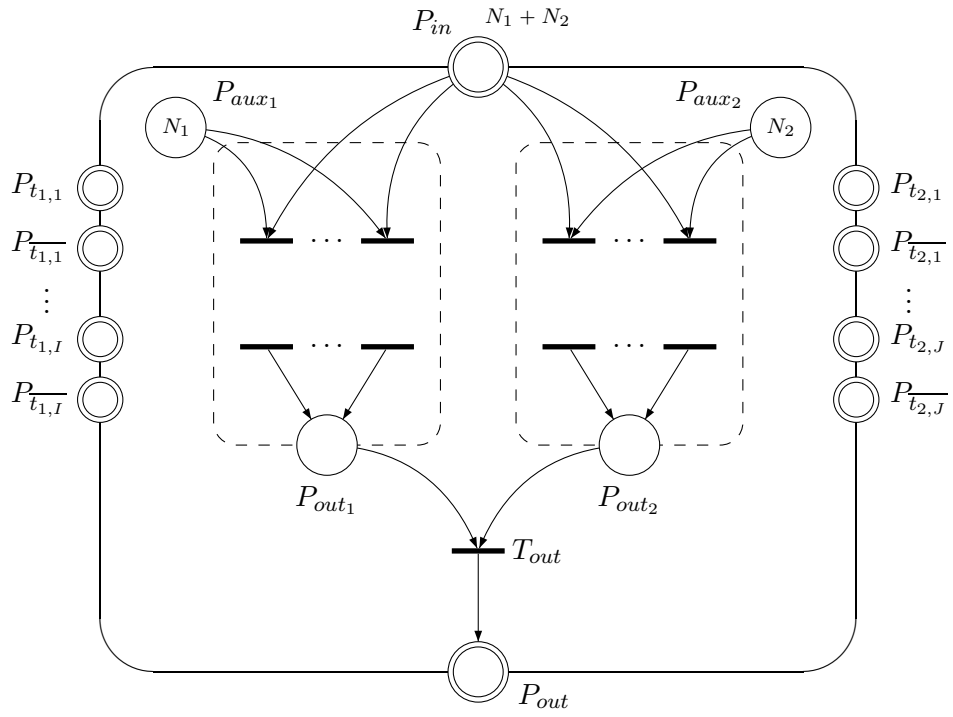 P_{in} N_1 + N_2
P_{aux_1} P_{aux_2}
N_1 N_2
P_{t_{1,1}} P_{t_{2,1}}
P_{\overline{t_{1,1}}} ··· ··· P_{\overline{t_{2,1}}}
⋮ ⋮
P_{t_{1,I}} ··· ··· P_{t_{2,J}}
P_{\overline{t_{1,I}}} P_{\overline{t_{2,J}}}
P_{out_1} P_{out_2}
T_{out}
P_{out}